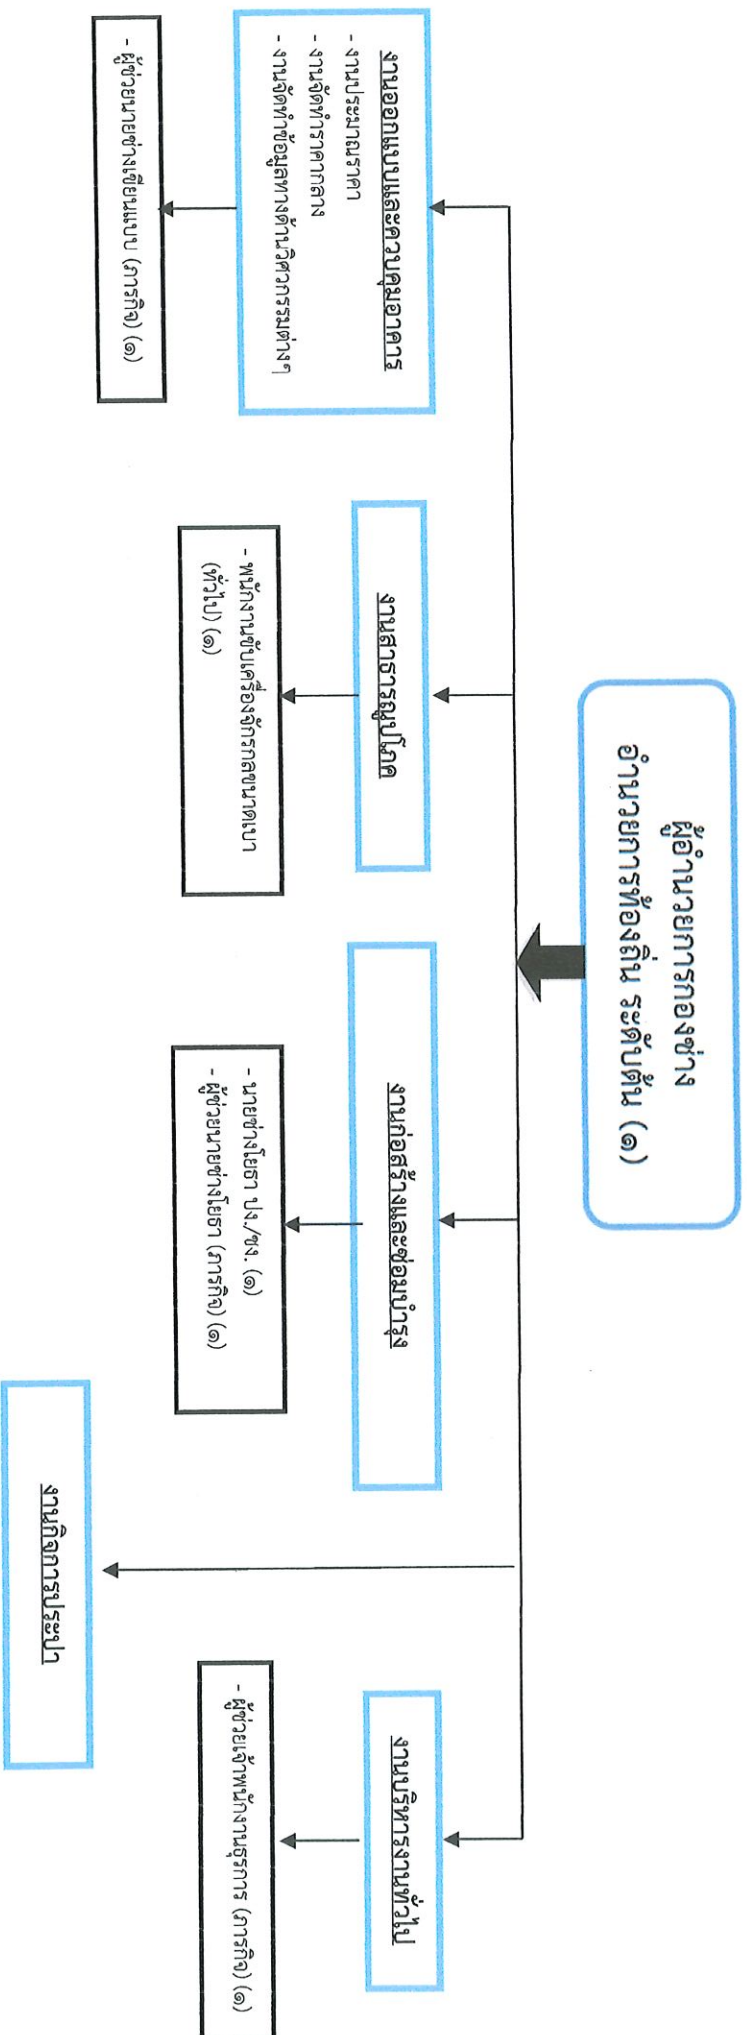 ผู้อำนวยการกองช่าง
อำนวยการท้องถิ่น ระดับต้น (๑)
งานออกแบบและควบคุมอาคาร
- งานประมาณราคา
- งานจัดทำราคากลาง
- งานจัดทำข้อมูลทางด้านวิศวกรรมต่างๆ
- ผู้ช่วยนายช่างเขียนแบบ (ภารกิจ) (๑)
งานสาธารณูปโภค
- พนักงานขับเครื่องจักรกลขนาดเบา
(ทั่วไป) (๑)
งานก่อสร้างและซ่อมบำรุง
- นายช่างโยธา ปง./ชง. (๑)
- ผู้ช่วยนายช่างโยธา (ภารกิจ) (๑)
งานกิจการประปา
งานบริหารงานทั่วไป
- ผู้ช่วยเจ้าพนักงานธุรการ (ภารกิจ) (๑)